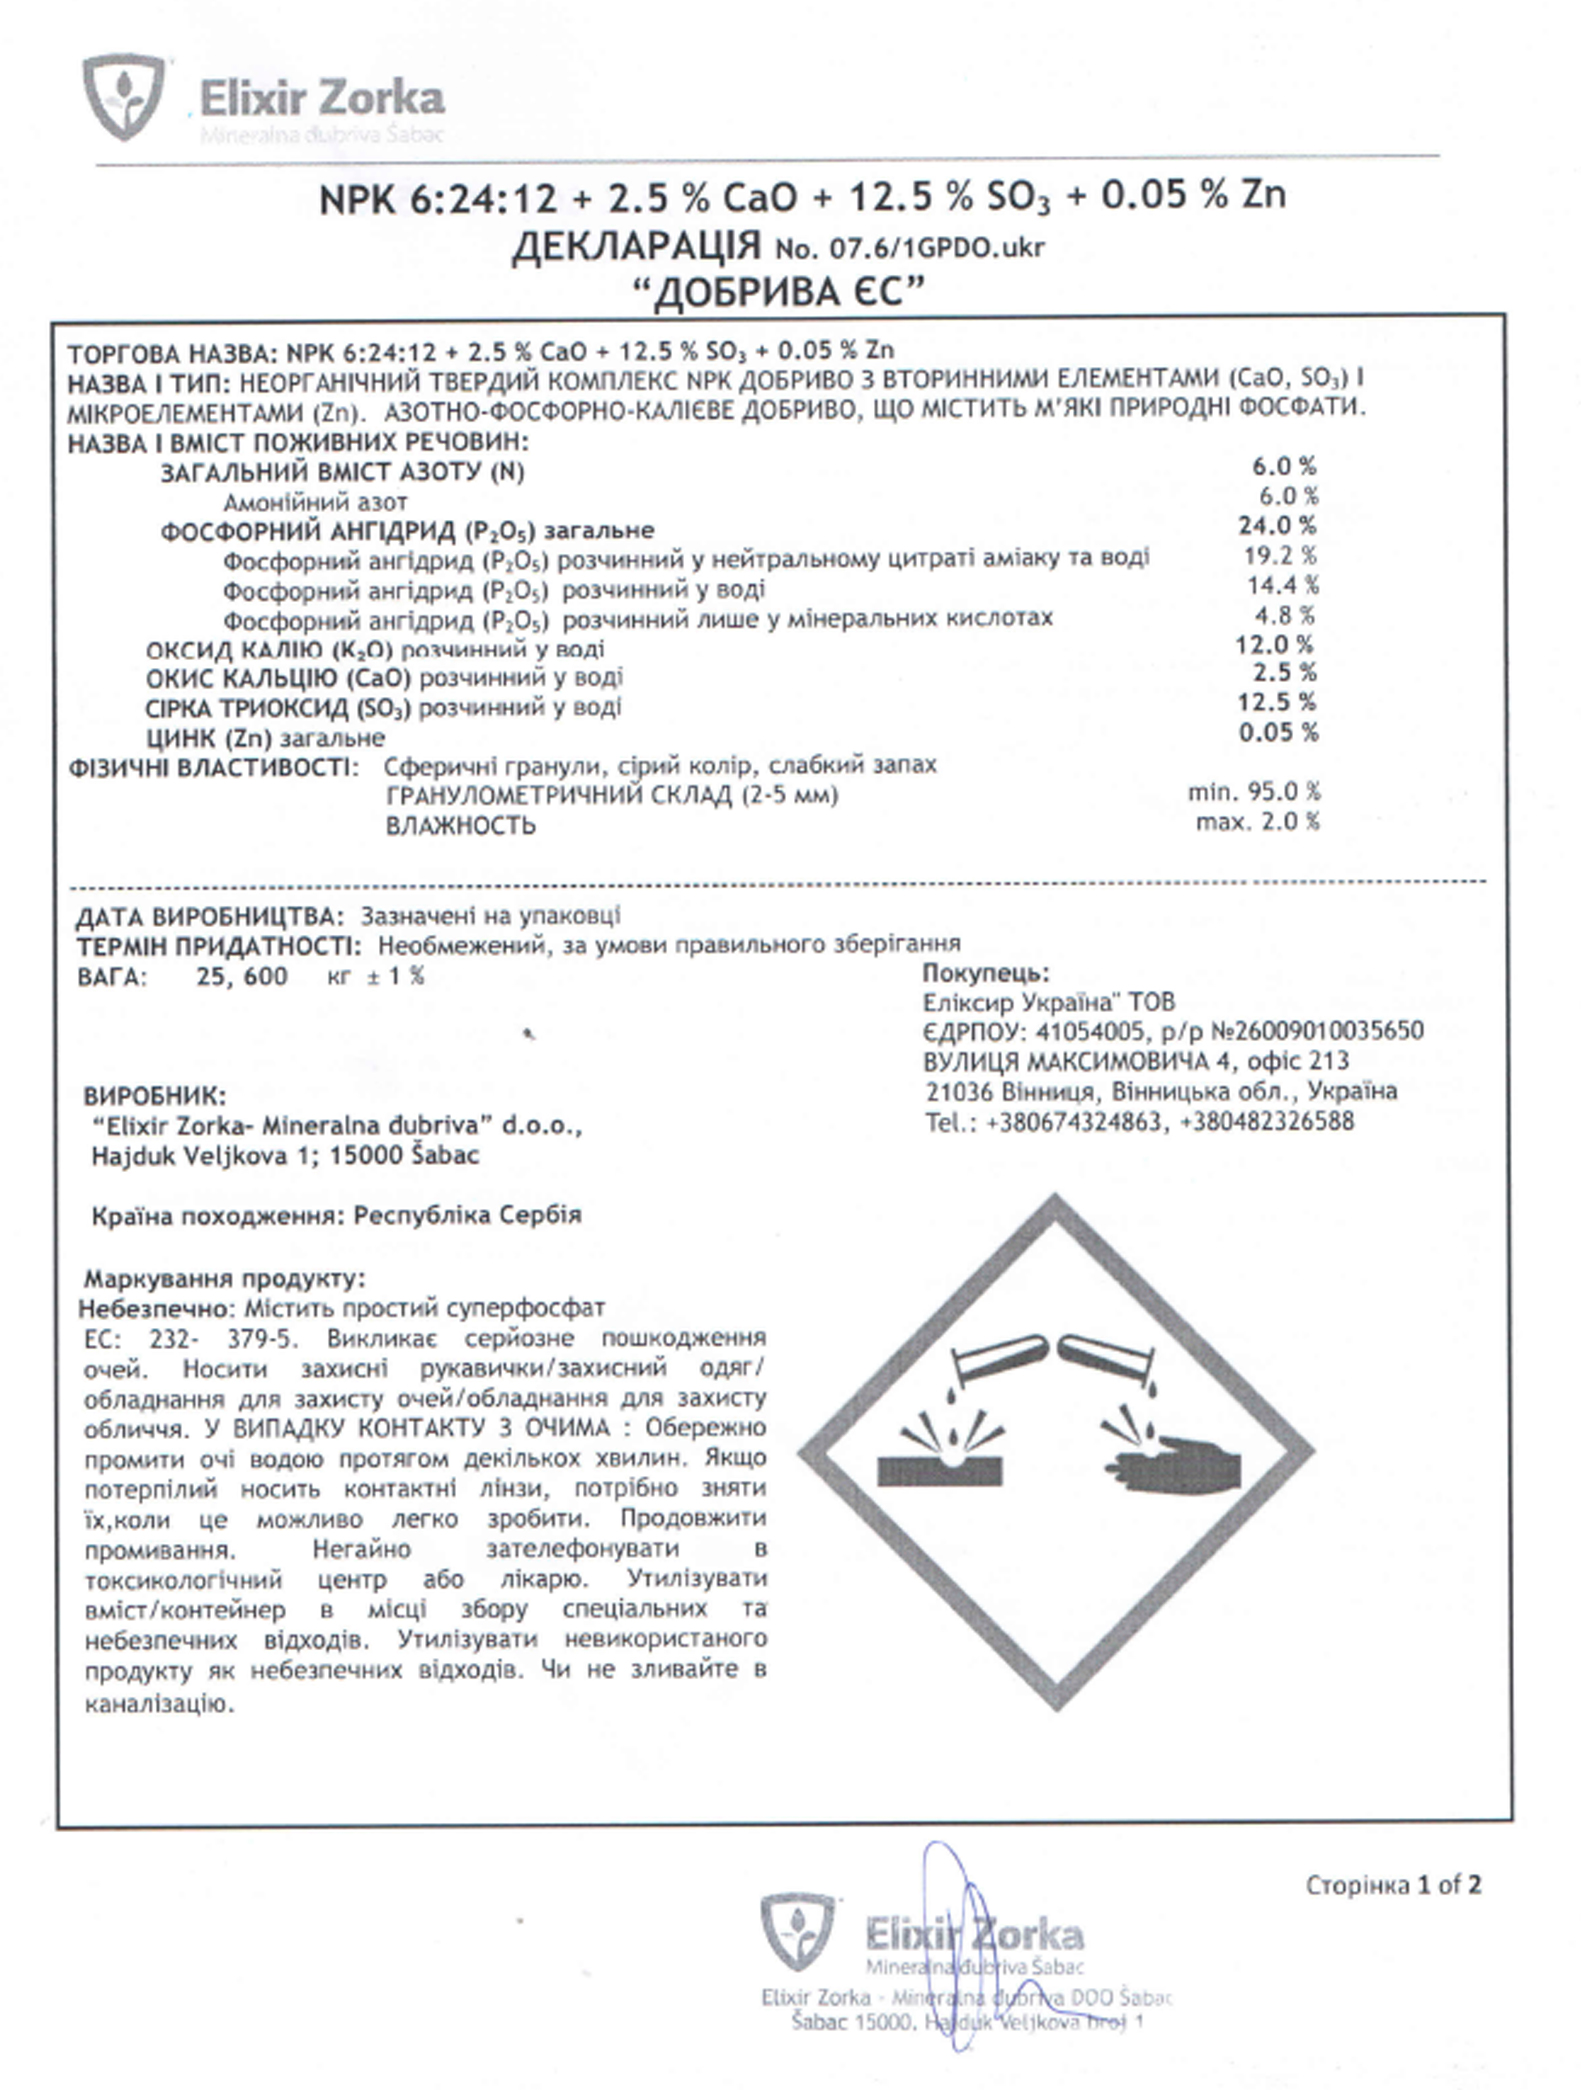 Elixir Zorka
Mineralna đubriva Šabac
NPK 6:24:12 + 2.5 % CaO + 12.5 % SO₃ + 0.05 % Zn
ДЕКЛАРАЦІЯ No. 07.6/1GPDO.ukr
“ДОБРИВА ЄС”
ТОРГОВА НАЗВА: NPK 6:24:12 + 2.5 % CaO + 12.5 % SO₃ + 0.05 % Zn
НАЗВА І ТИП: НЕОРГАНІЧНИЙ ТВЕРДИЙ КОМПЛЕКС NPK ДОБРИВО З ВТОРИННИМИ ЕЛЕМЕНТАМИ (CaO, SO₃) І
МІКРОЕЛЕМЕНТАМИ (Zn). АЗОТНО-ФОСФОРНО-КАЛІЄВЕ ДОБРИВО, ЩО МІСТИТЬ М’ЯКІ ПРИРОДНІ ФОСФАТИ.
НАЗВА І ВМІСТ ПОЖИВНИХ РЕЧОВИН:
ЗАГАЛЬНИЙ ВМІСТ АЗОТУ (N) 6.0 %
Амонійний азот 6.0 %
ФОСФОРНИЙ АНГІДРИД (P₂O₅) загальне 24.0 %
Фосфорний ангідрид (P₂O₅) розчинний у нейтральному цитраті аміаку та воді 19.2 %
Фосфорний ангідрид (P₂O₅) розчинний у воді 14.4 %
Фосфорний ангідрид (P₂O₅) розчинний лише у мінеральних кислотах 4.8 %
ОКСИД КАЛІЮ (K₂O) розчинний у воді 12.0 %
ОКИС КАЛЬЦІЮ (CaO) розчинний у воді 2.5 %
СІРКА ТРИОКСИД (SO₃) розчинний у воді 12.5 %
ЦИНК (Zn) загальне 0.05 %
ФІЗИЧНІ ВЛАСТИВОСТІ: Сферичні гранули, сірий колір, слабкий запах
ГРАНУЛОМЕТРИЧНИЙ СКЛАД (2-5 мм) min. 95.0 %
ВЛАЖНОСТЬ max. 2.0 %
ДАТА ВИРОБНИЦТВА: Зазначені на упаковці
ТЕРМІН ПРИДАТНОСТІ: Необмежений, за умови правильного зберігання
ВАГА: 25, 600 кг ± 1 %
Покупець:
Еліксир Україна" ТОВ
ЄДРПОУ: 41054005, р/р №26009010035650
ВУЛИЦЯ МАКСИМОВИЧА 4, офіс 213
21036 Вінниця, Вінницька обл., Україна
Tel.: +380674324863, +380482326588
ВИРОБНИК:
“Elixir Zorka- Mineralna đubriva” d.o.o.,
Hajduk Veljkova 1; 15000 Šabac
Країна походження: Республіка Сербія
Маркування продукту:
Небезпечно: Містить простий суперфосфат
ЕС: 232- 379-5. Викликає серйозне пошкодження
очей. Носити захисні рукавички/захисний одяг/
обладнання для захисту очей/обладнання для захисту
обличчя. У ВИПАДКУ КОНТАКТУ З ОЧИМА : Обережно
промити очі водою протягом декількох хвилин. Якщо
потерпілий носить контактні лінзи, потрібно зняти
їх,коли це можливо легко зробити. Продовжити
промивання. Негайно зателефонувати в
токсикологічний центр або лікарю. Утилізувати
вміст/контейнер в місці збору спеціальних та
небезпечних відходів. Утилізувати невикористаного
продукту як небезпечних відходів. Чи не зливайте в
каналізацію.
Сторінка 1 of 2
Elixir Zorka
Mineralna đubriva Šabac
Elixir Zorka - Mineralna đubriva DOO Šabac
Šabac 15000, Hajduk Veljkova broj 1